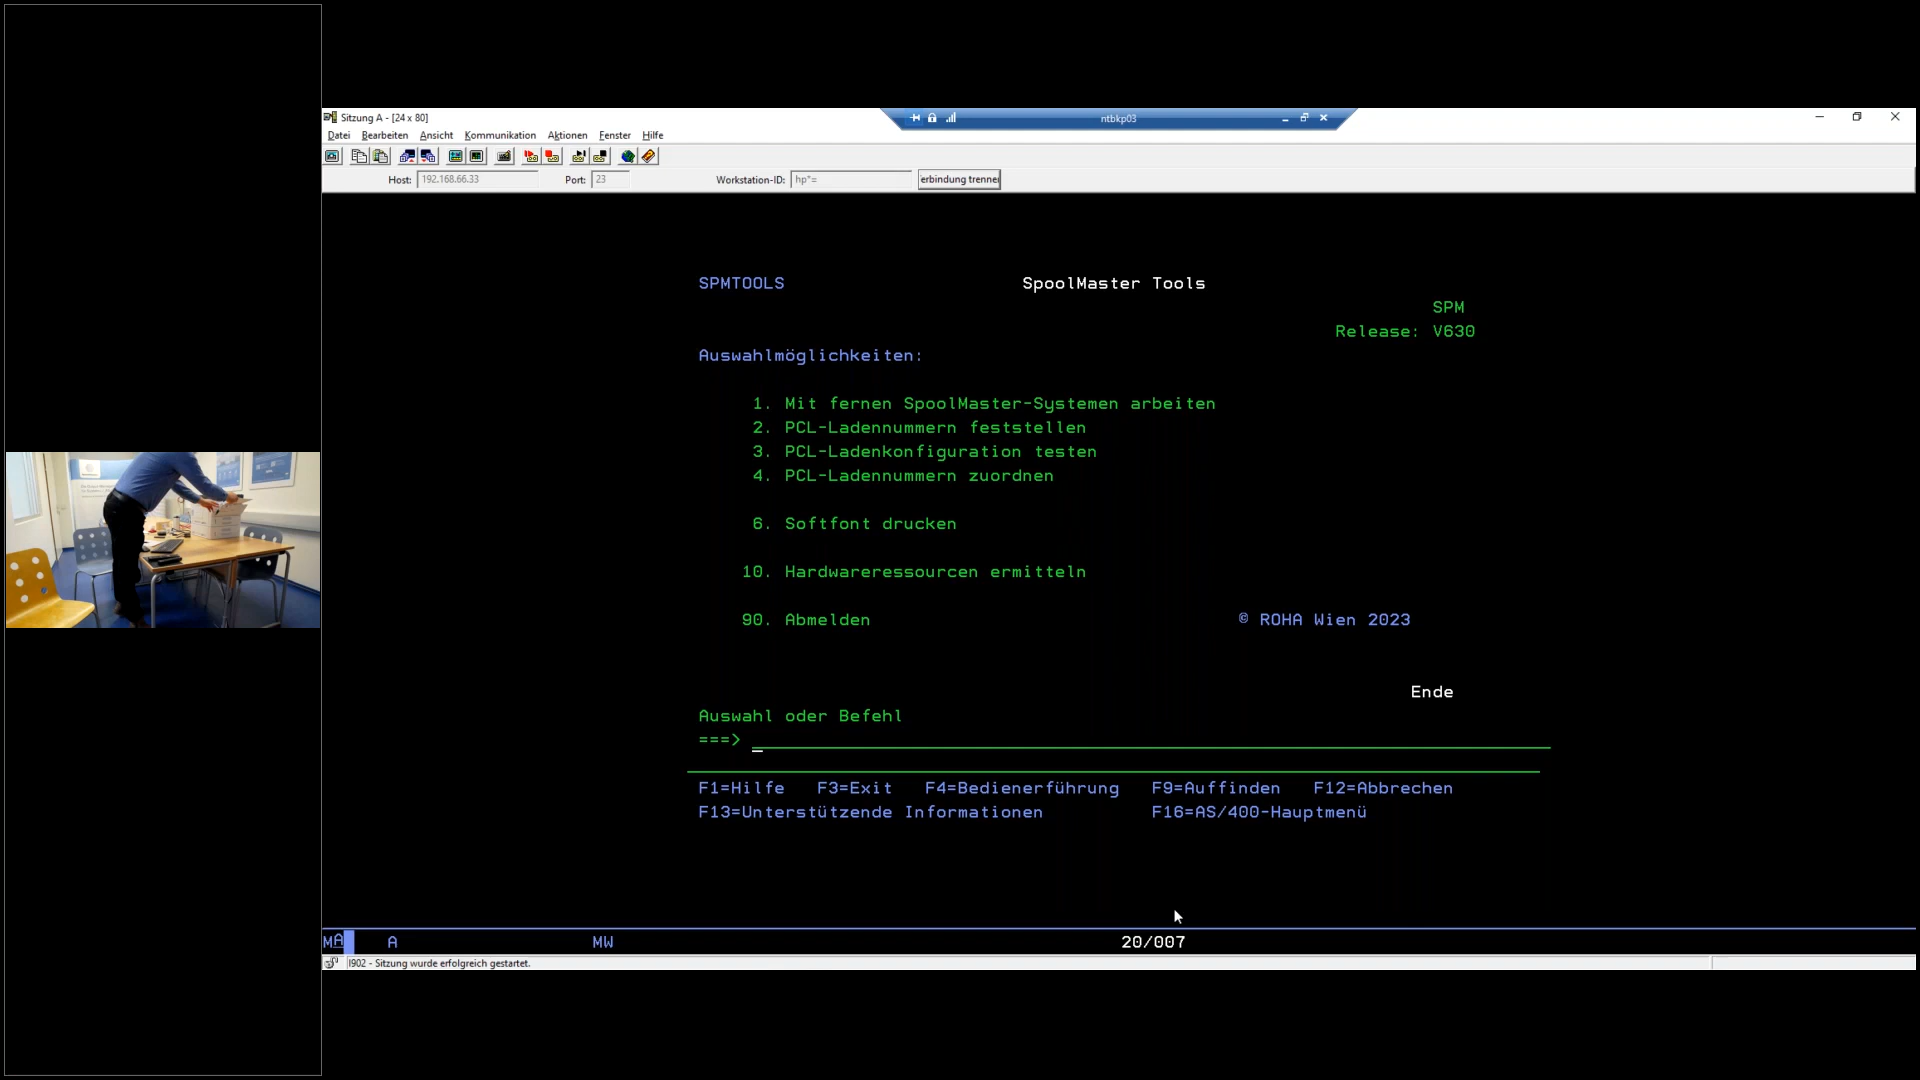 Sitzung A - [24 x 80]
ntbkp03
Datei Bearbeiten Ansicht Kommunikation Aktionen Fenster Hilfe
Host: 192.168.66.33 Port: 23 Workstation-ID: hp*= erbindung trennen
SPMTOOLS SpoolMaster Tools
SPM
Release: V630
Auswahlmöglichkeiten:
1. Mit fernen SpoolMaster-Systemen arbeiten
2. PCL-Ladennummern feststellen
3. PCL-Ladenkonfiguration testen
4. PCL-Ladennummern zuordnen
6. Softfont drucken
10. Hardwareressourcen ermitteln
90. Abmelden © ROHA Wien 2023
Ende
Auswahl oder Befehl
===>
F1=Hilfe F3=Exit F4=Bedienerführung F9=Auffinden F12=Abbrechen
F13=Unterstützende Informationen F16=AS/400-Hauptmenü
MA A MW 20/007
I902 - Sitzung wurde erfolgreich gestartet.